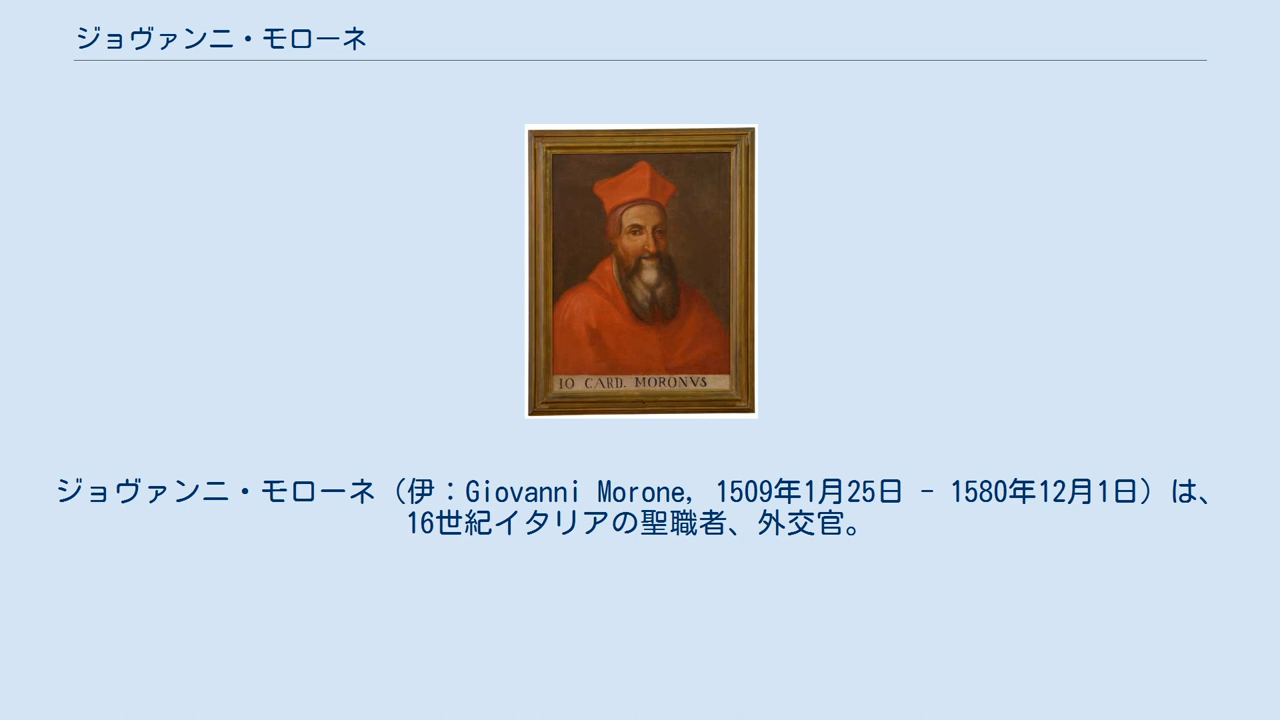 ジョヴァンニ・モローネ
IO CARD. MORONVS
ジョヴァンニ・モローネ（伊：Giovanni Morone, 1509年1月25日 - 1580年12月1日）は、
16世紀イタリアの聖職者、外交官。